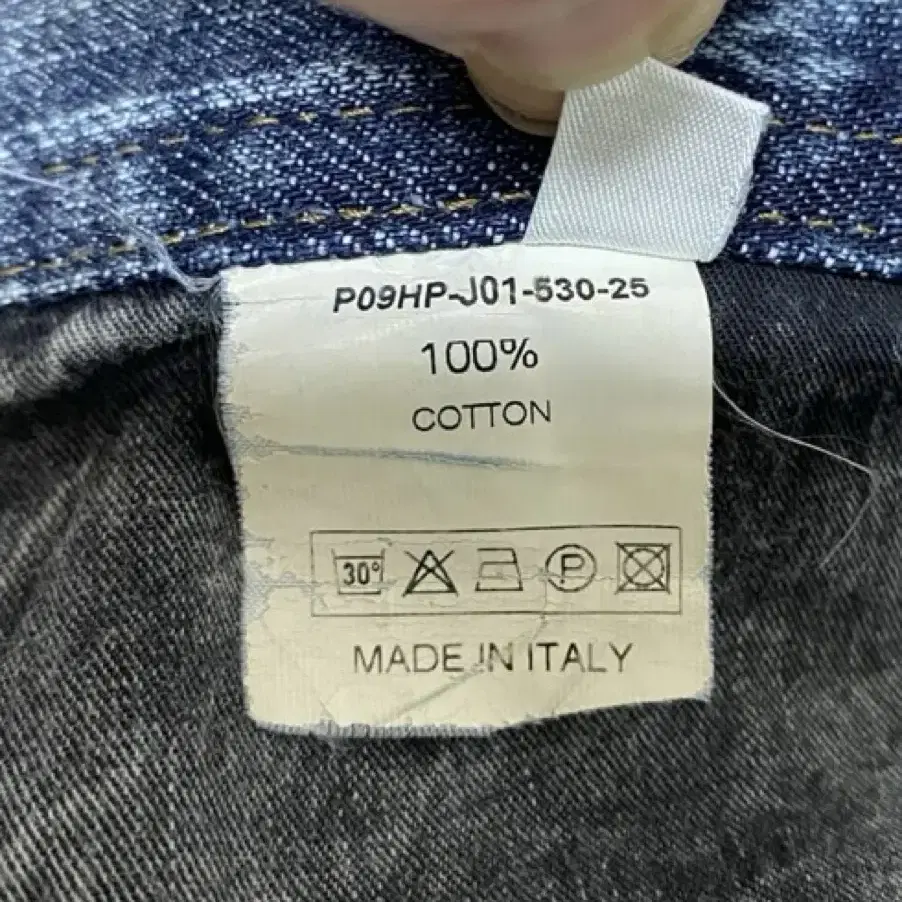 P09HP-J01-530-25
100%
COTTON
30° P
MADE IN ITALY